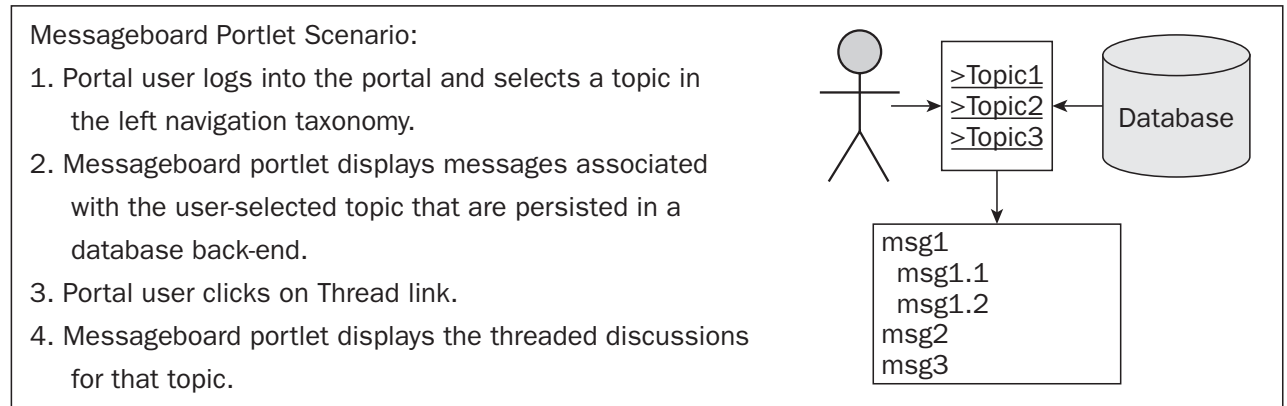 Messageboard Portlet Scenario:
1. Portal user logs into the portal and selects a topic in
the left navigation taxonomy.
2. Messageboard portlet displays messages associated
with the user-selected topic that are persisted in a
database back-end.
3. Portal user clicks on Thread link.
4. Messageboard portlet displays the threaded discussions
for that topic.
>Topic1
>Topic2
>Topic3
Database
msg1
msg1.1
msg1.2
msg2
msg3